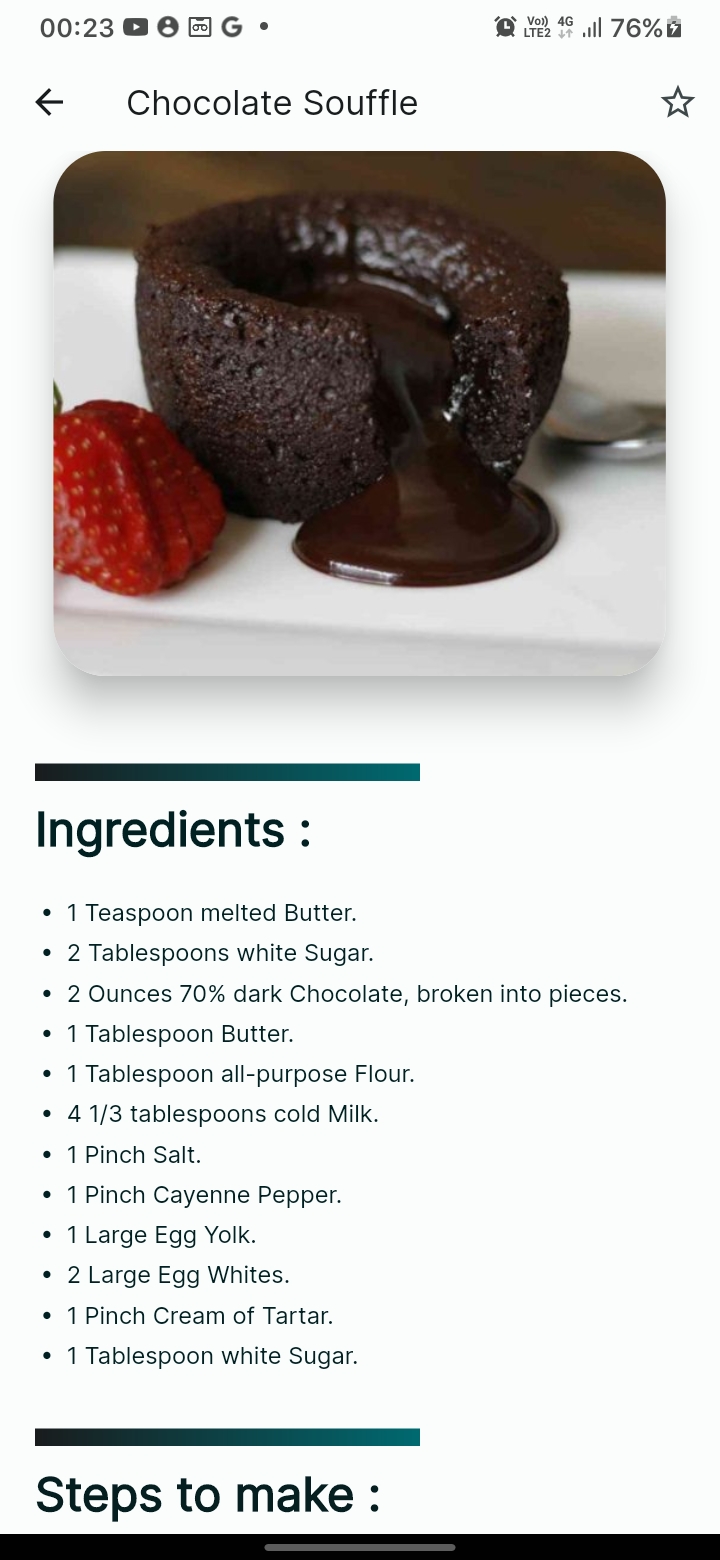 00:23 Vo)) LTE2 4G 76%
Chocolate Souffle
Ingredients :
• 1 Teaspoon melted Butter.
• 2 Tablespoons white Sugar.
• 2 Ounces 70% dark Chocolate, broken into pieces.
• 1 Tablespoon Butter.
• 1 Tablespoon all-purpose Flour.
• 4 1/3 tablespoons cold Milk.
• 1 Pinch Salt.
• 1 Pinch Cayenne Pepper.
• 1 Large Egg Yolk.
• 2 Large Egg Whites.
• 1 Pinch Cream of Tartar.
• 1 Tablespoon white Sugar.
Steps to make :